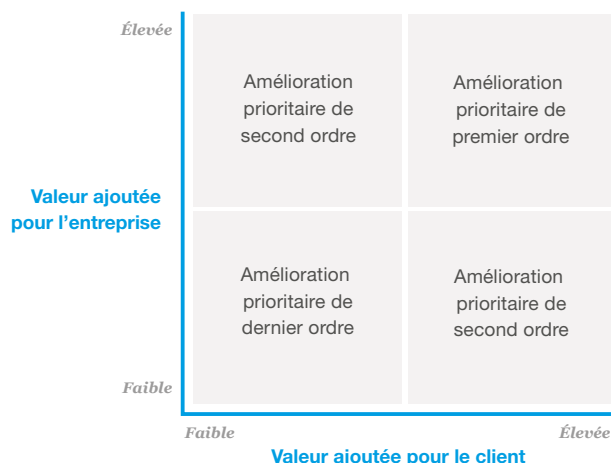 Élevée
Amélioration
prioritaire de
second ordre
Amélioration
prioritaire de
premier ordre
Valeur ajoutée
pour l'entreprise
Amélioration
prioritaire de
dernier ordre
Amélioration
prioritaire de
second ordre
Faible
Faible
Élevée
Valeur ajoutée pour le client